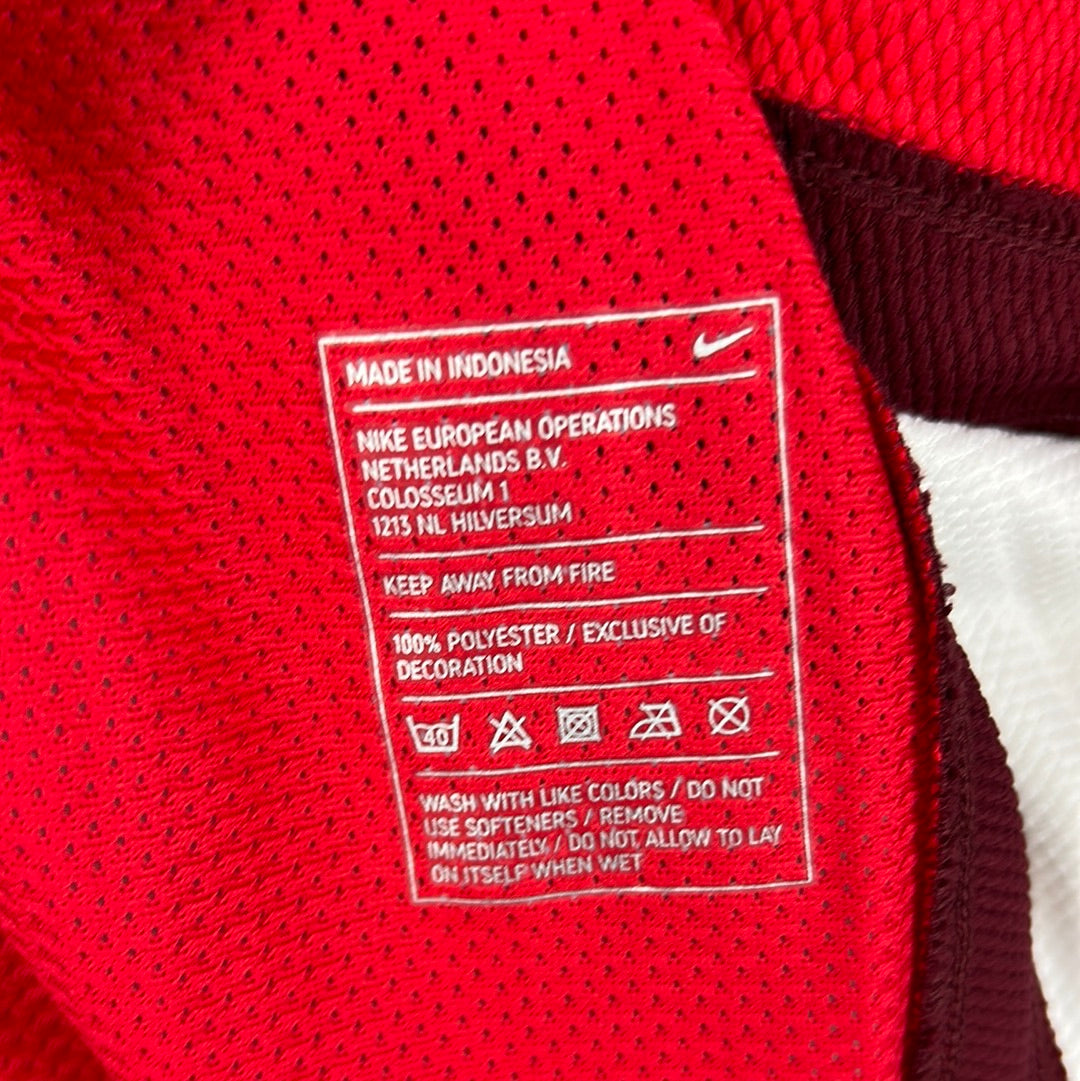 MADE IN INDONESIA
NIKE EUROPEAN OPERATIONS
NETHERLANDS B.V.
COLOSSEUM 1
1213 NL HILVERSUM
KEEP AWAY FROM FIRE
100% POLYESTER / EXCLUSIVE OF
DECORATION
40
WASH WITH LIKE COLORS / DO NOT
USE SOFTENERS / REMOVE
IMMEDIATELY / DO NOT ALLOW TO LAY
ON ITSELF WHEN WET